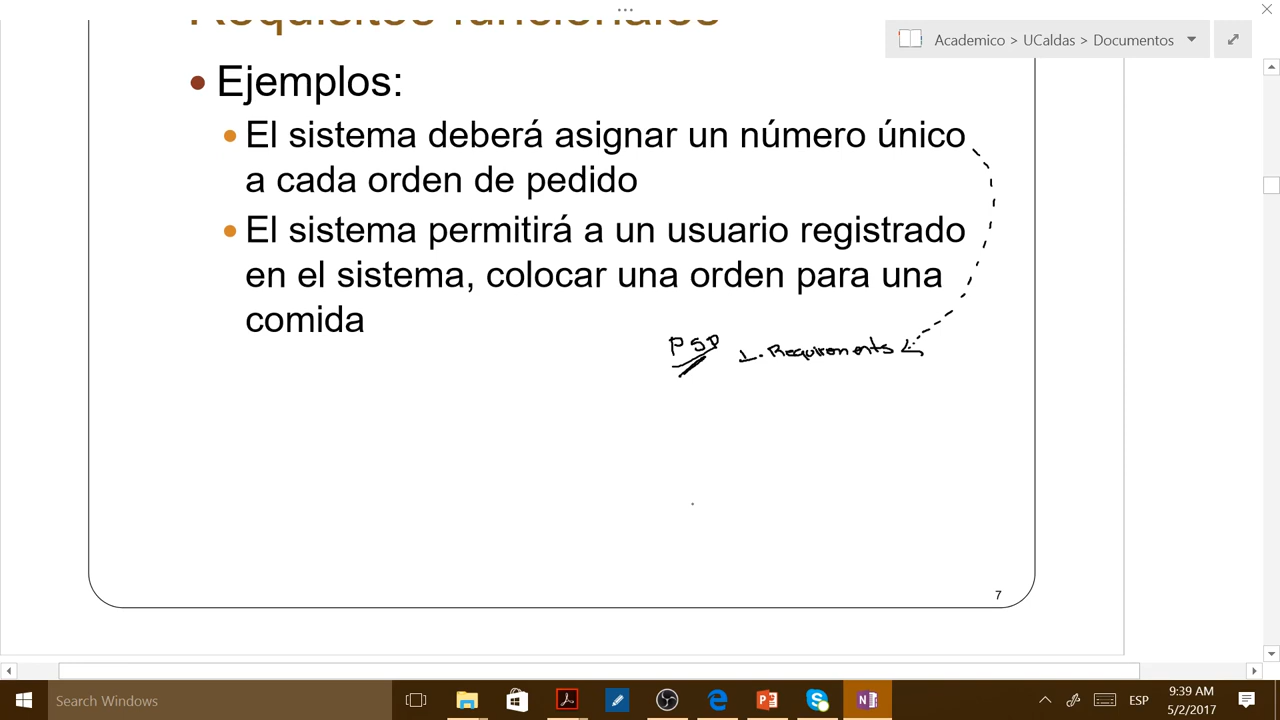 Requisitos funcionales
Academico > UCaldas > Documentos
Ejemplos:
El sistema deberá asignar un número único
a cada orden de pedido
El sistema permitirá a un usuario registrado
en el sistema, colocar una orden para una
comida
PSP 1. Requirements
7
Search Windows
ESP
9:39 AM
5/2/2017